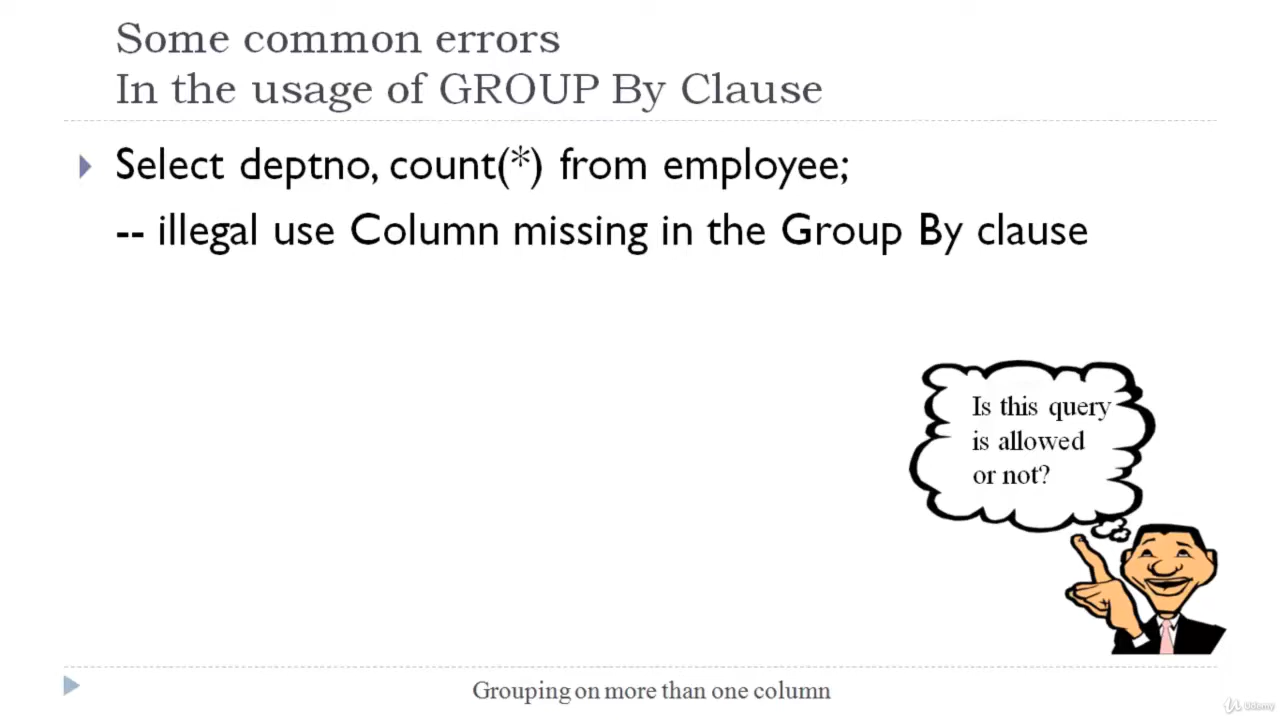 Some common errors
In the usage of GROUP By Clause
Select deptno, count(*) from employee;
-- illegal use Column missing in the Group By clause
Is this query
is allowed
or not?
Grouping on more than one column
Udemy